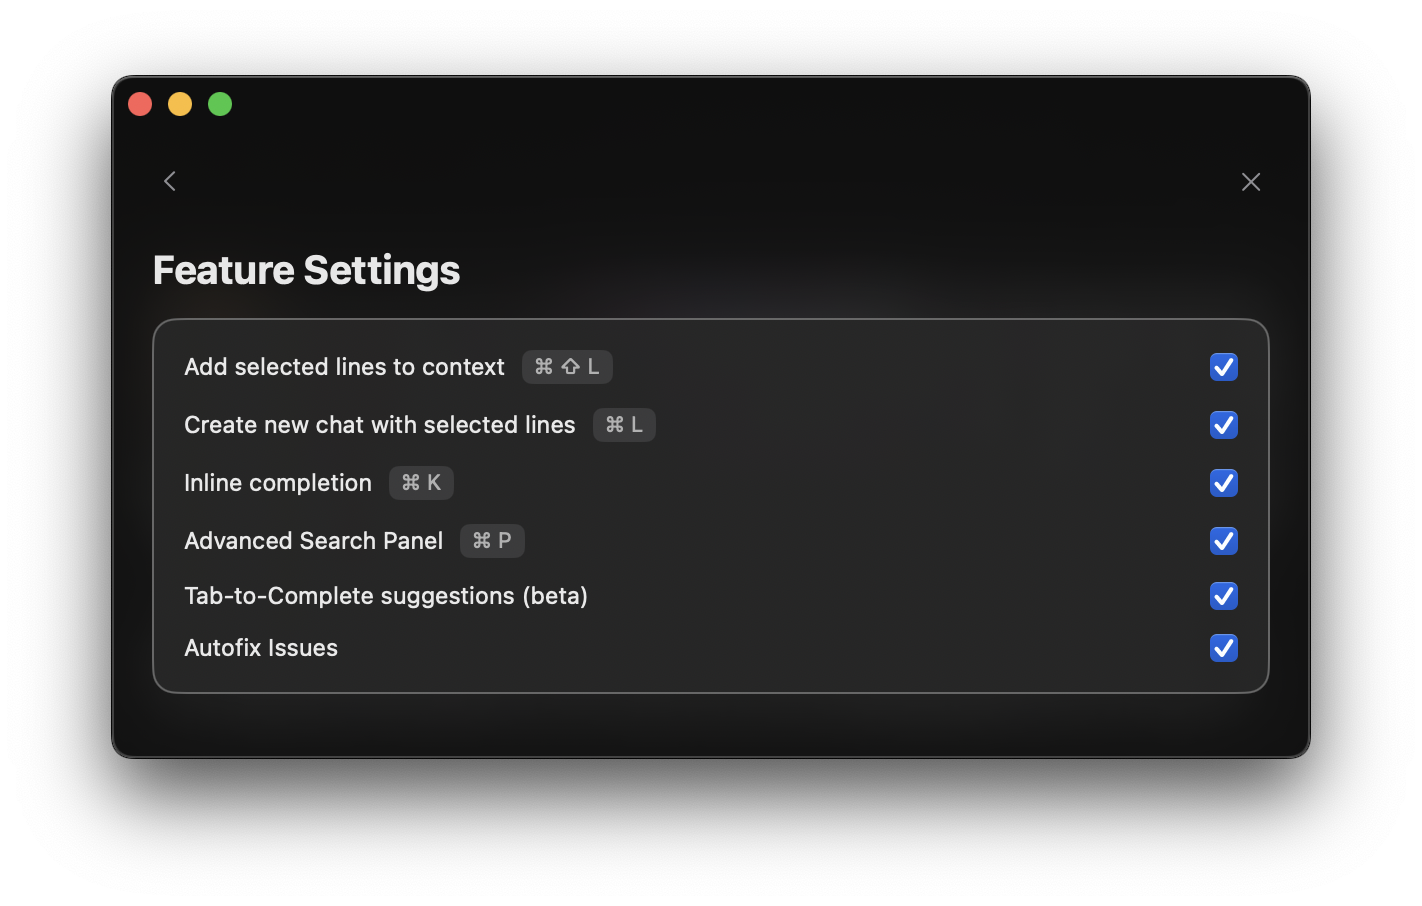 Feature Settings
Add selected lines to context ⌘ ⇧ L
Create new chat with selected lines ⌘ L
Inline completion ⌘ K
Advanced Search Panel ⌘ P
Tab-to-Complete suggestions (beta)
Autofix Issues